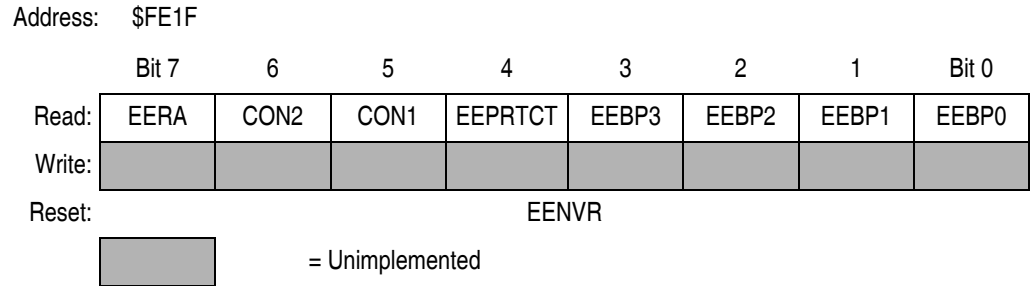 Address: $FE1F
Bit 7 6 5 4 3 2 1 Bit 0
Read: EERA CON2 CON1 EEPRTCT EEBP3 EEBP2 EEBP1 EEBP0
Write:
Reset: EENVR
= Unimplemented